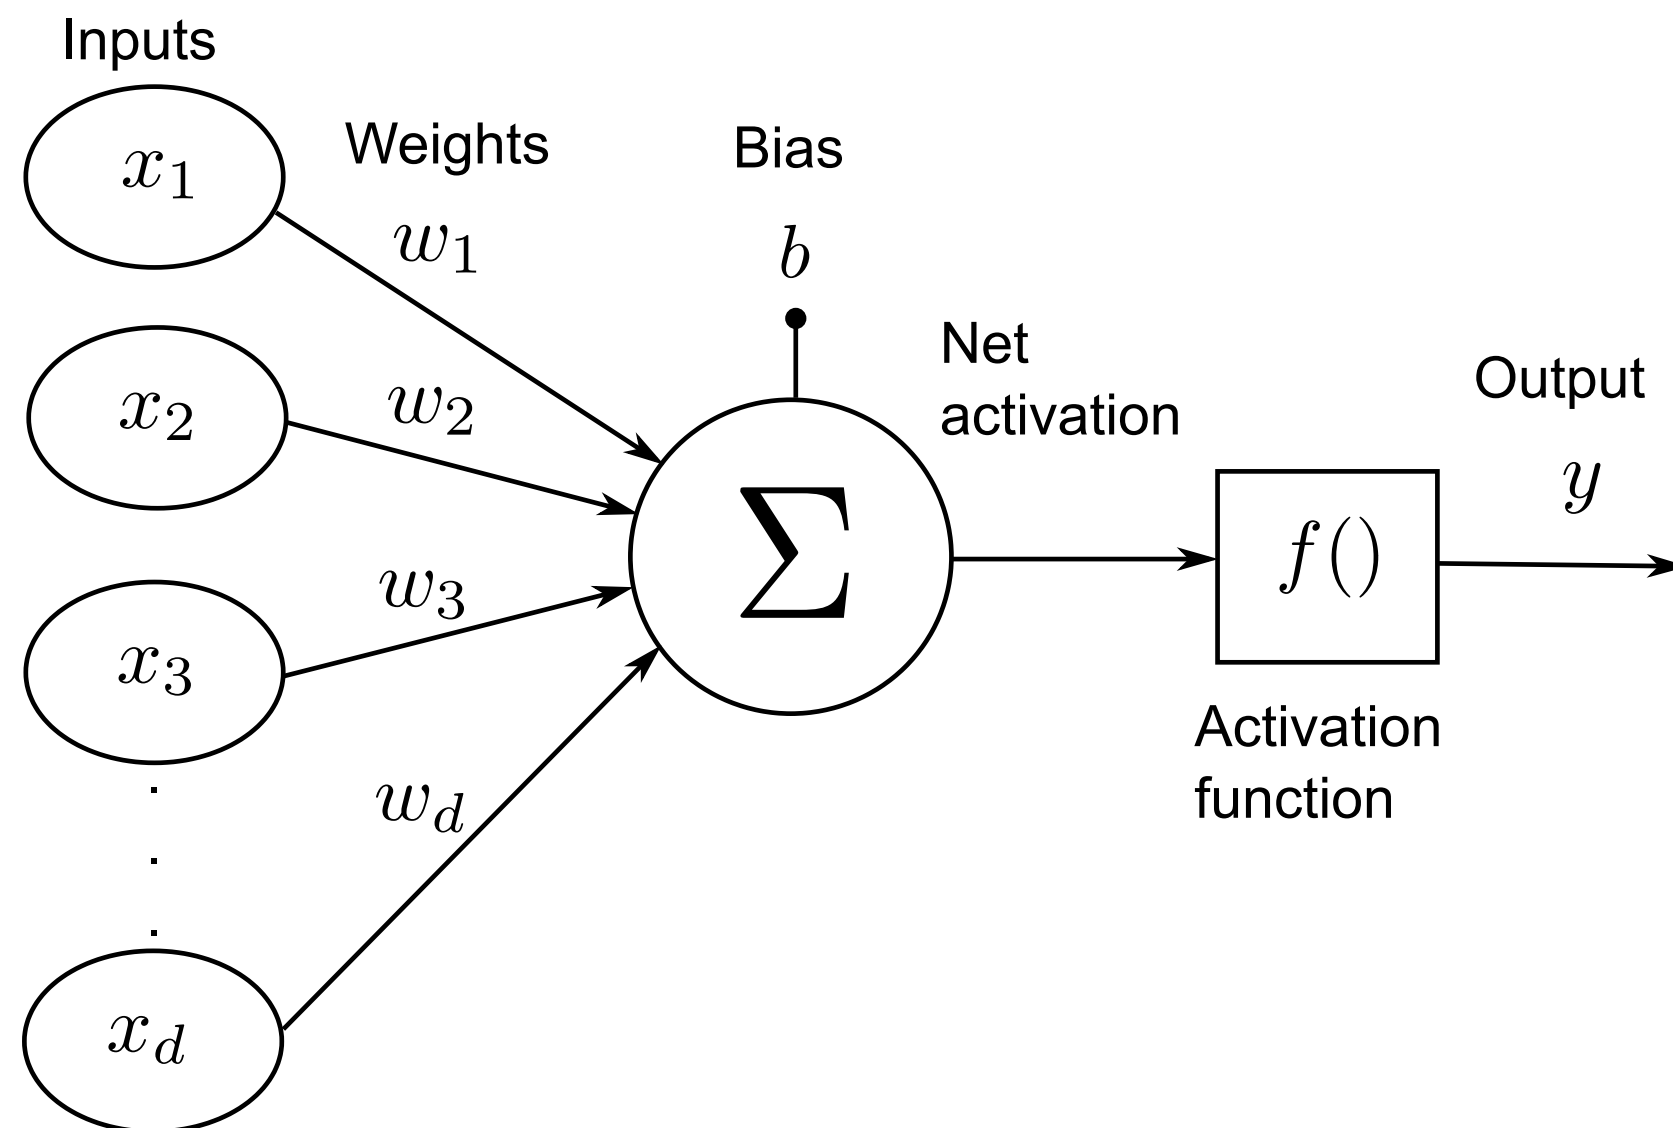 Inputs
x1
Weights
w1
Bias
b
x2
w2
Net
activation
Output
y
x3
w3
Σ
f()
Activation
function
wd
.
.
.
xd